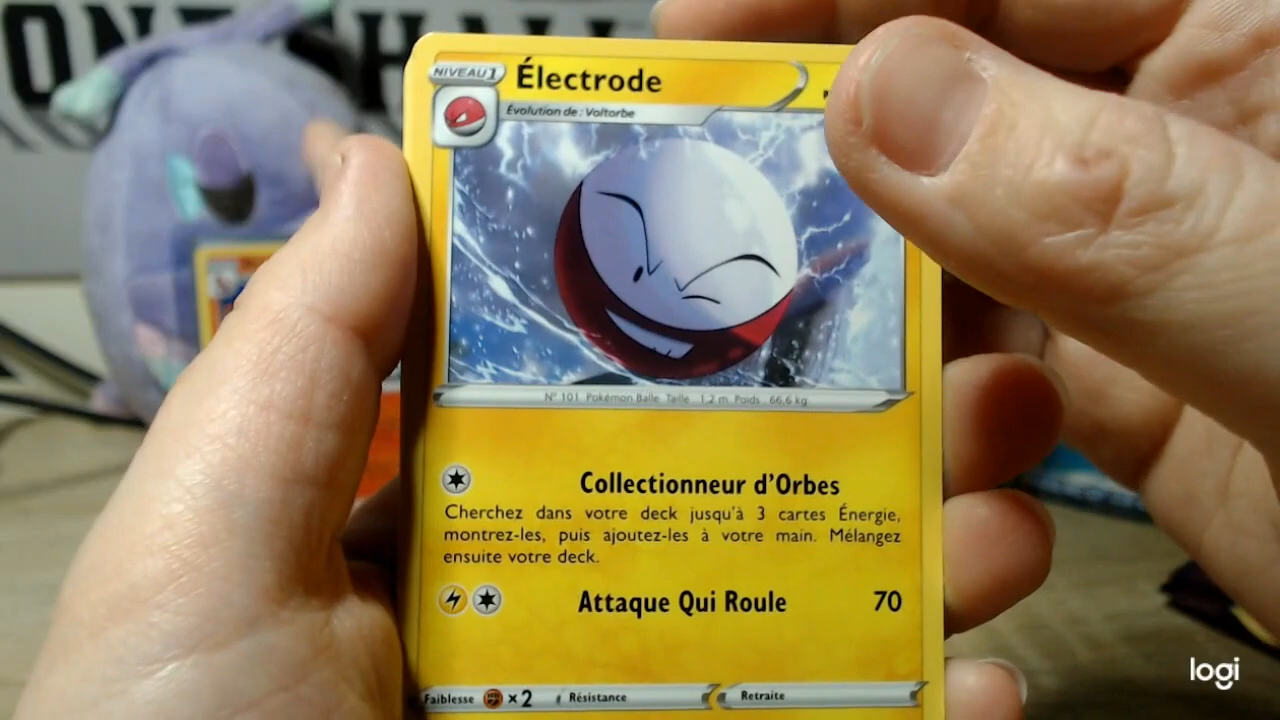 NIVEAU 1
Électrode
Évolution de : Voltorbe
N° 101 Pokémon Balle Taille : 1,2 m Poids : 66,6 kg
Collectionneur d'Orbes
Cherchez dans votre deck jusqu'à 3 cartes Énergie,
montrez-les, puis ajoutez-les à votre main. Mélangez
ensuite votre deck.
Attaque Qui Roule 70
Faiblesse ×2 Résistance Retraite
logi